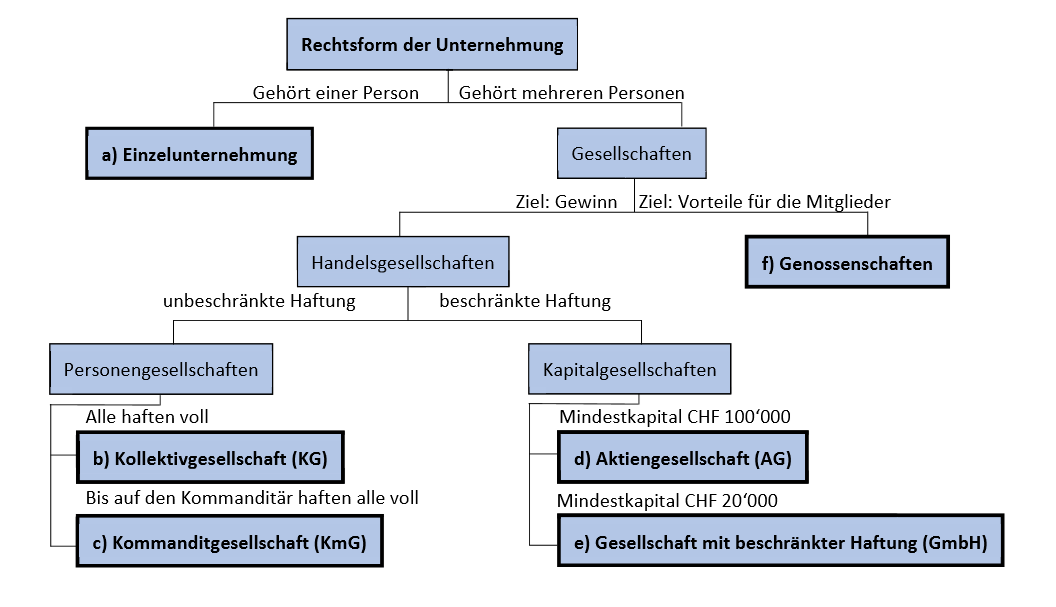 Rechtsform der Unternehmung
Gehört einer Person
Gehört mehreren Personen
a) Einzelunternehmung
Gesellschaften
Ziel: Gewinn
Ziel: Vorteile für die Mitglieder
Handelsgesellschaften
f) Genossenschaften
unbeschränkte Haftung
beschränkte Haftung
Personengesellschaften
Kapitalgesellschaften
Alle haften voll
Mindestkapital CHF 100‘000
b) Kollektivgesellschaft (KG)
d) Aktiengesellschaft (AG)
Bis auf den Kommanditär haften alle voll
Mindestkapital CHF 20‘000
c) Kommanditgesellschaft (KmG)
e) Gesellschaft mit beschränkter Haftung (GmbH)